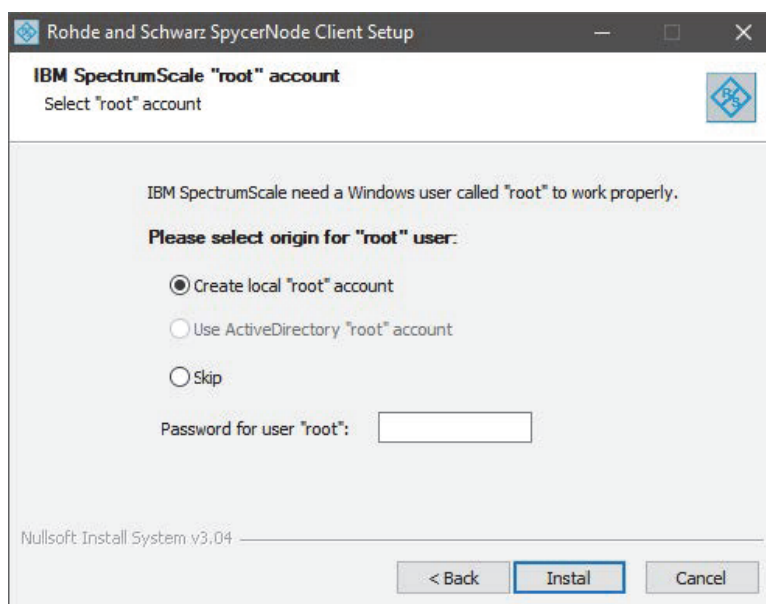 Rohde and Schwarz SpycerNode Client Setup
IBM SpectrumScale "root" account
Select "root" account
R
S
IBM SpectrumScale need a Windows user called "root" to work properly.
Please select origin for "root" user:
Create local "root" account
Use ActiveDirectory "root" account
Skip
Password for user "root":
Nullsoft Install System v3.04
< Back
Instal
Cancel